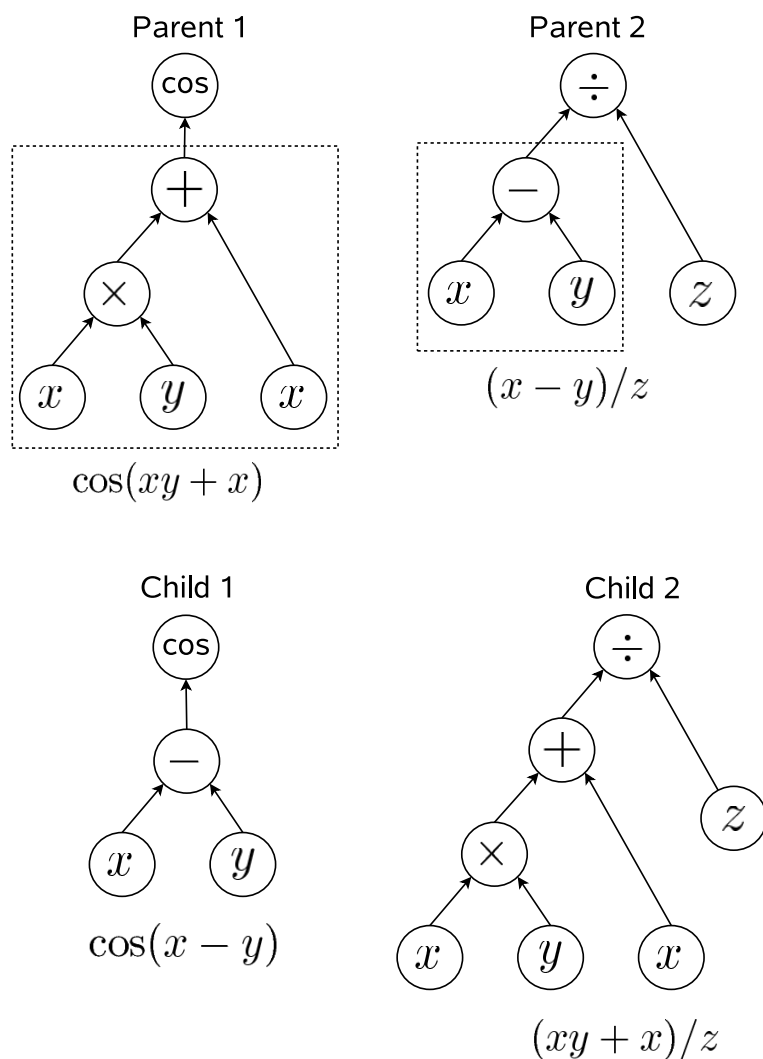 Parent 1
cos
+
×
x y x
cos(xy + x)
Parent 2
÷
−
x y z
(x − y)/z
Child 1
cos
−
x y
cos(x − y)
Child 2
÷
+
z
×
x y x
(xy + x)/z